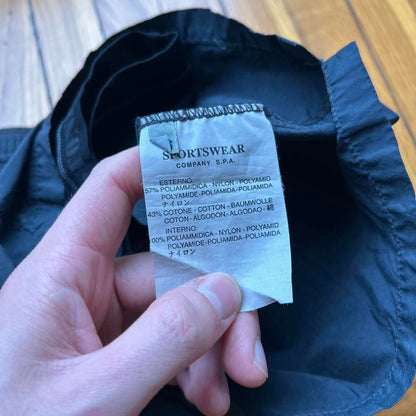 SPORTSWEAR
COMPANY S.P.A.
ESTERNO:
57% POLIAMMIDICA - NYLON - POLYAMID
POLYAMIDE-POLIAMIDA-POLIAMIDA
ナイロン
43% COTONE - COTTON - BAUMWOLLE
COTON - ALGODON - ALGODAO - 綿
INTERNO:
100% POLIAMMIDICA - NYLON - POLYAMID
POLYAMIDE-POLIAMIDA-POLIAMIDA
ナイロン